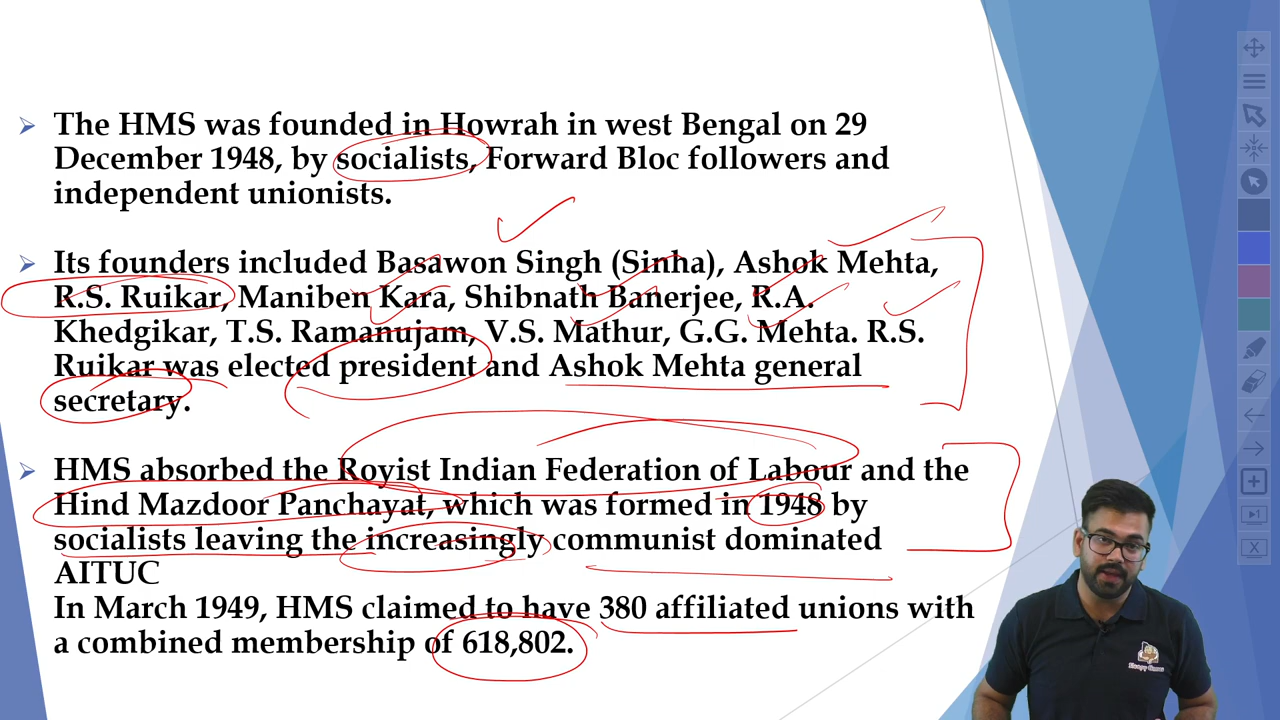 ➢ The HMS was founded in Howrah in west Bengal on 29
December 1948, by socialists, Forward Bloc followers and
independent unionists.
➢ Its founders included Basawon Singh (Sinha), Ashok Mehta,
R.S. Ruikar, Maniben Kara, Shibnath Banerjee, R.A.
Khedgikar, T.S. Ramanujam, V.S. Mathur, G.G. Mehta. R.S.
Ruikar was elected president and Ashok Mehta general
secretary.
➢ HMS absorbed the Royist Indian Federation of Labour and the
Hind Mazdoor Panchayat, which was formed in 1948 by
socialists leaving the increasingly communist dominated
AITUC
In March 1949, HMS claimed to have 380 affiliated unions with
a combined membership of 618,802.